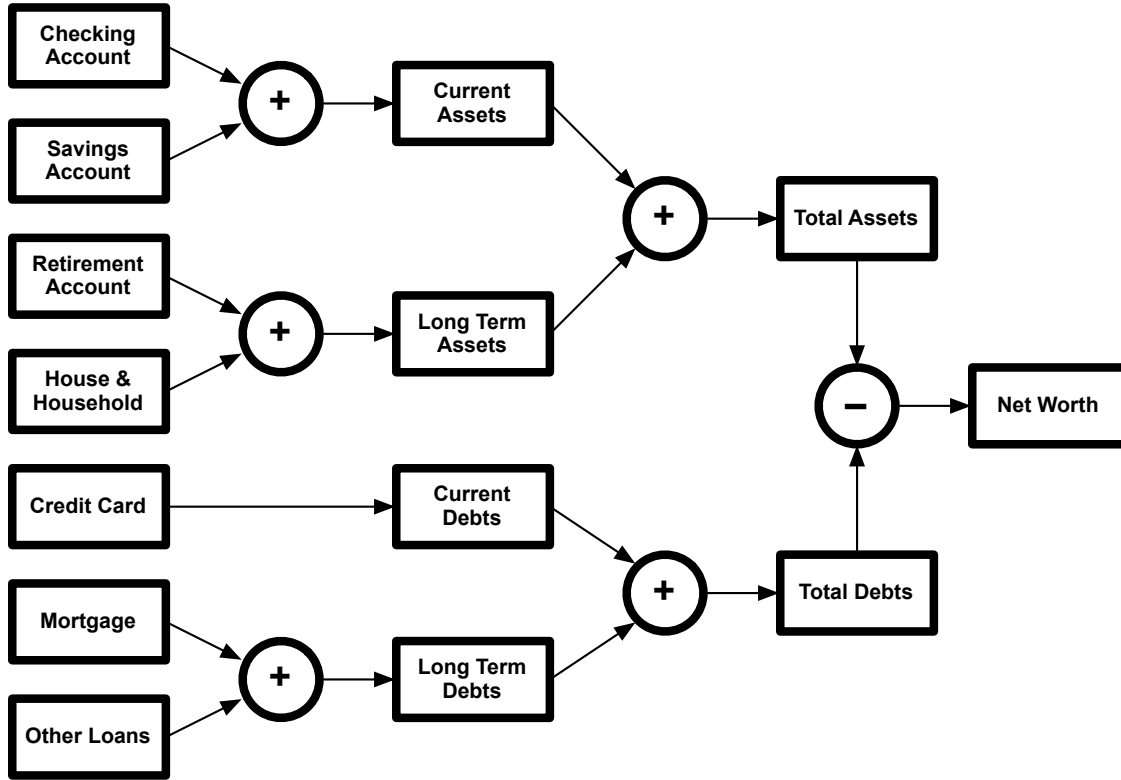 Checking
Account
+
Current
Assets
Savings
Account
+
Total Assets
Retirement
Account
+
Long Term
Assets
House &
Household
–
Net Worth
Credit Card
Current
Debts
+
Total Debts
Mortgage
+
Long Term
Debts
Other Loans